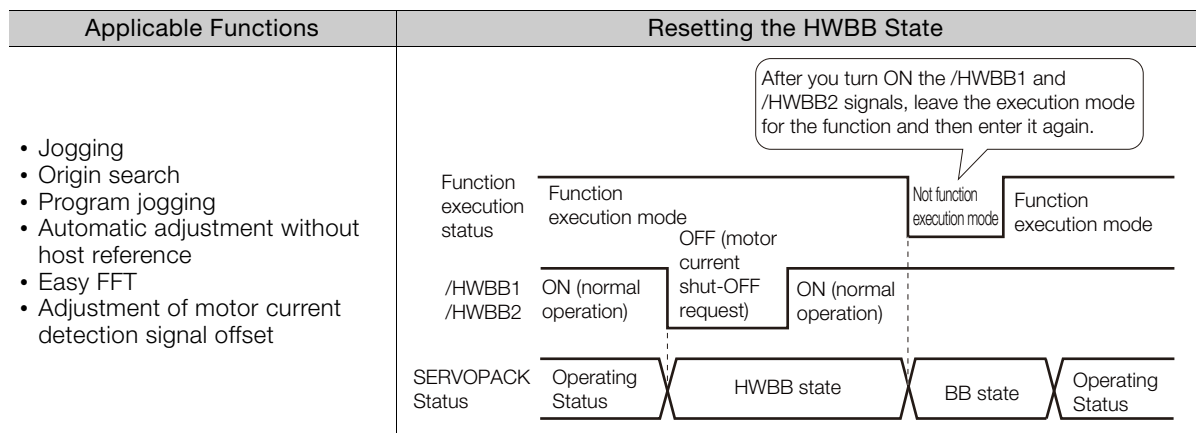 Applicable Functions
Resetting the HWBB State
• Jogging
• Origin search
• Program jogging
• Automatic adjustment without
host reference
• Easy FFT
• Adjustment of motor current
detection signal offset
After you turn ON the /HWBB1 and
/HWBB2 signals, leave the execution mode
for the function and then enter it again.
Function
execution
status
Function
execution mode
Not function
execution mode
Function
execution mode
/HWBB1
/HWBB2
ON (normal
operation)
OFF (motor
current
shut-OFF
request)
ON (normal
operation)
SERVOPACK
Status
Operating
Status
HWBB state
BB state
Operating
Status